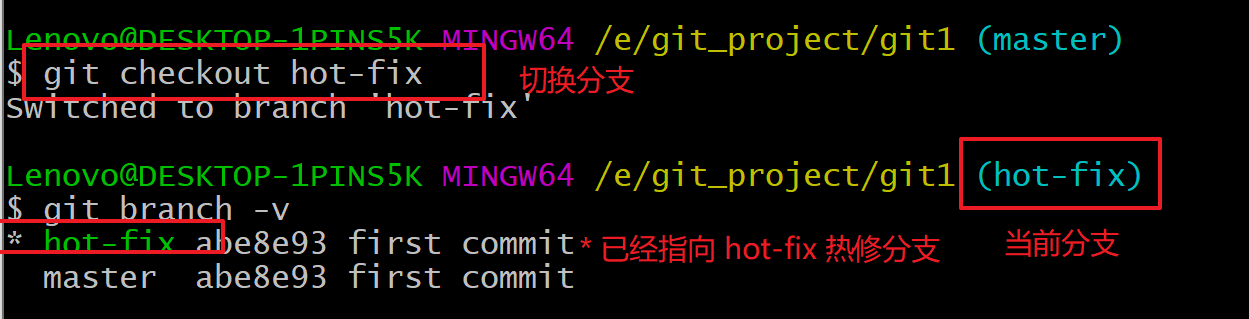 Lenovo@DESKTOP-1PINS5K MINGW64 /e/git_project/git1 (master)
$ git checkout hot-fix 切换分支
Switched to branch 'hot-fix'
Lenovo@DESKTOP-1PINS5K MINGW64 /e/git_project/git1 (hot-fix)
$ git branch -v
* hot-fix abe8e93 first commit * 已经指向 hot-fix 热修分支 当前分支
master abe8e93 first commit